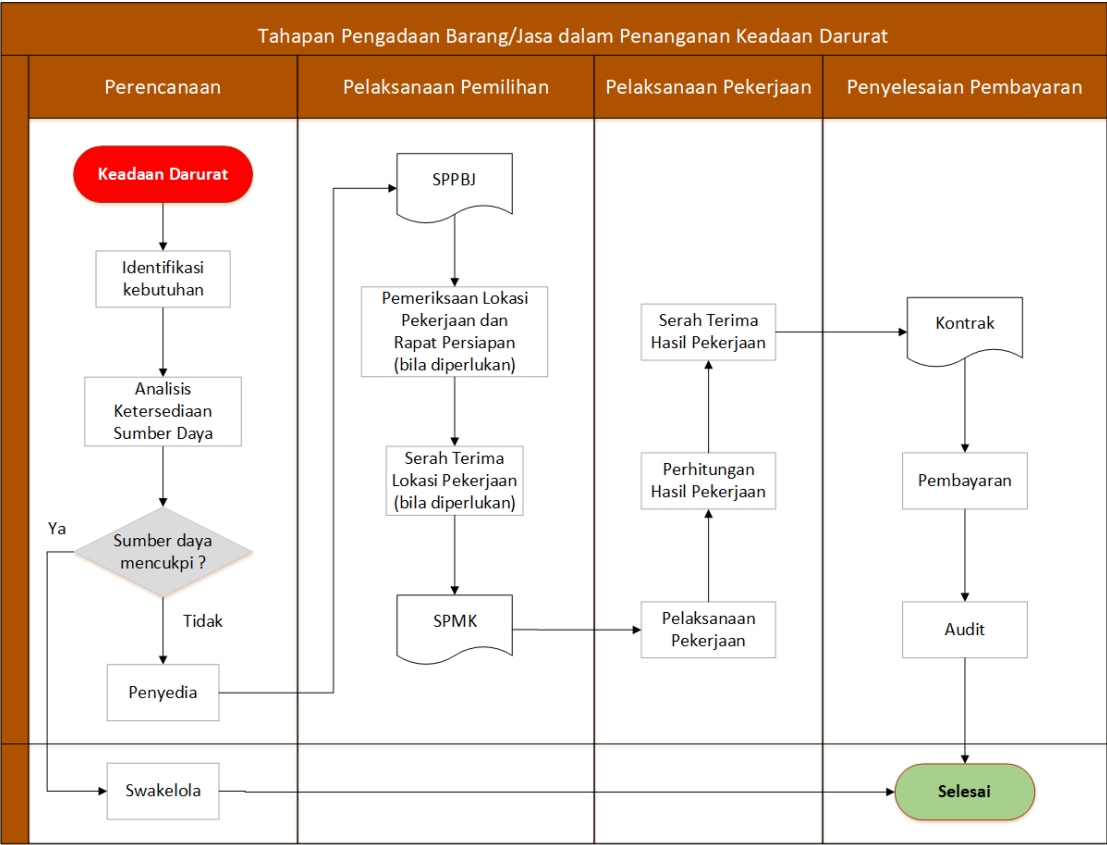 Tahapan Pengadaan Barang/Jasa dalam Penanganan Keadaan Darurat
Perencanaan
Pelaksanaan Pemilihan
Pelaksanaan Pekerjaan
Penyelesaian Pembayaran
Keadaan Darurat
Identifikasi
kebutuhan
Analisis
Ketersediaan
Sumber Daya
Ya
Sumber daya
mencukpi ?
Tidak
Penyedia
Swakelola
SPPBJ
Pemeriksaan Lokasi
Pekerjaan dan
Rapat Persiapan
(bila diperlukan)
Serah Terima
Lokasi Pekerjaan
(bila diperlukan)
SPMK
Serah Terima
Hasil Pekerjaan
Perhitungan
Hasil Pekerjaan
Pelaksanaan
Pekerjaan
Kontrak
Pembayaran
Audit
Selesai